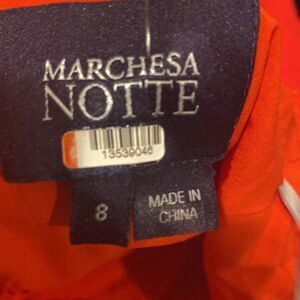 MARCHESA
NOTTE
13539046
8
MADE IN
CHINA